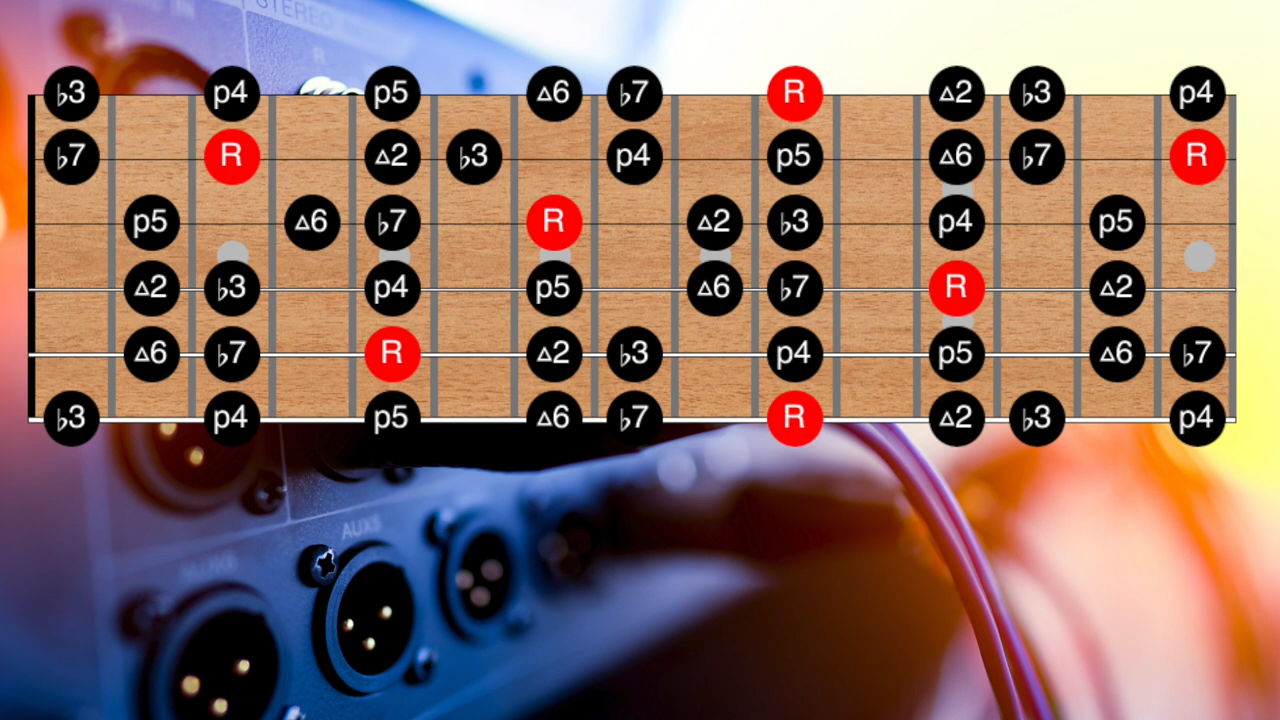 STEREO
R
♭3 p4 p5 △6 ♭7 R △2 ♭3 p4
♭7 R △2 ♭3 p4 p5 △6 ♭7 R
p5 △6 ♭7 R △2 ♭3 p4 p5
△2 ♭3 p4 p5 △6 ♭7 R △2
△6 ♭7 R △2 ♭3 p4 p5 △6 ♭7
♭3 p4 p5 △6 ♭7 R △2 ♭3 p4
AUX5